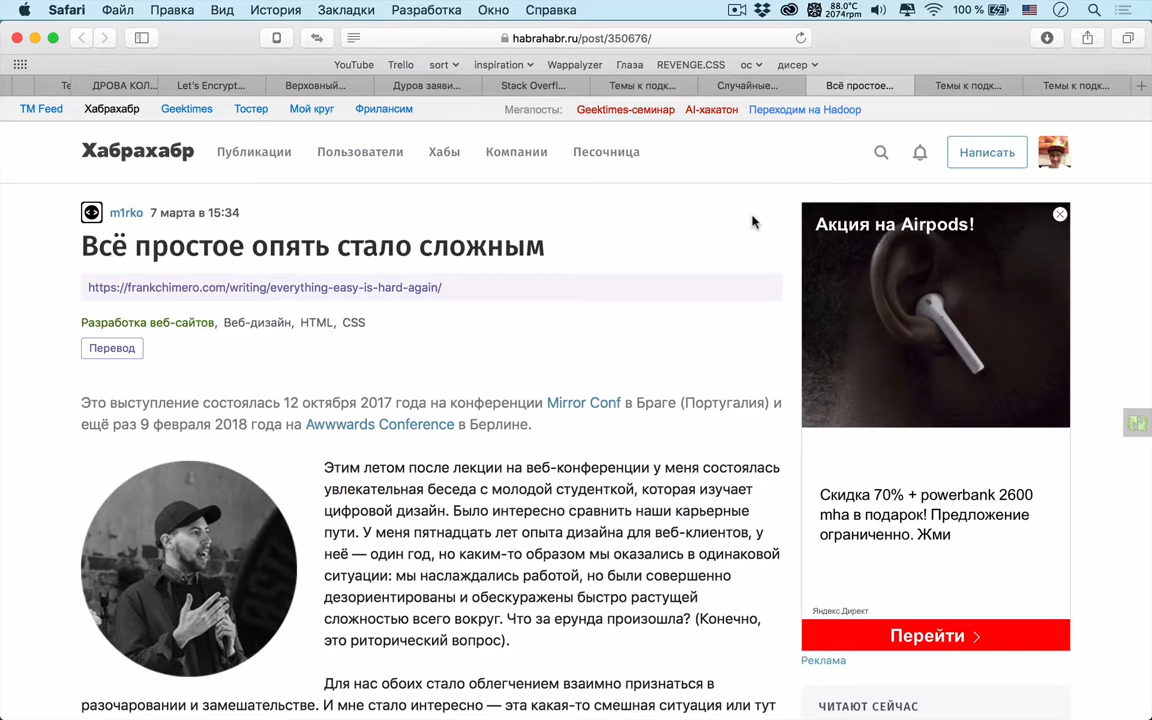 Safari Файл Правка Вид История Закладки Разработка Окно Справка 88.0°C 2074rpm 100 %
habrahabr.ru/post/350676/
YouTube Trello sort inspiration Wappalyzer Глаза REVENGE.CSS ос дисер
Те ДРОВА КОЛ... Let's Encrypt... Верховный... Дуров заяви... Stack Overfl... Темы к подк... Случайные... Всё простое... Темы к подк... Темы к подк...
TM Feed Хабрахабр Geektimes Тостер Мой круг Фрилансим Мегапосты: Geektimes-семинар AI-хакатон Переходим на Hadoop
Хабрахабр Публикации Пользователи Хабы Компании Песочница Написать
m1rko 7 марта в 15:34
Всё простое опять стало сложным
https://frankchimero.com/writing/everything-easy-is-hard-again/
Разработка веб-сайтов, Веб-дизайн, HTML, CSS
Перевод
Это выступление состоялась 12 октября 2017 года на конференции Mirror Conf в Браге (Португалия) и
ещё раз 9 февраля 2018 года на Awwwards Conference в Берлине.
Этим летом после лекции на веб-конференции у меня состоялась
увлекательная беседа с молодой студенткой, которая изучает
цифровой дизайн. Было интересно сравнить наши карьерные
пути. У меня пятнадцать лет опыта дизайна для веб-клиентов, у
неё — один год, но каким-то образом мы оказались в одинаковой
ситуации: мы наслаждались работой, но были совершенно
дезориентированы и обескуражены быстро растущей
сложностью всего вокруг. Что за ерунда произошла? (Конечно,
это риторический вопрос).
Для нас обоих стало облегчением взаимно признаться в
разочаровании и замешательстве. И мне стало интересно — эта какая-то смешная ситуация или тут
Акция на Airpods!
Скидка 70% + powerbank 2600
mha в подарок! Предложение
ограничено. Жми
Яндекс.Директ
Перейти
Реклама
ЧИТАЮТ СЕЙЧАС